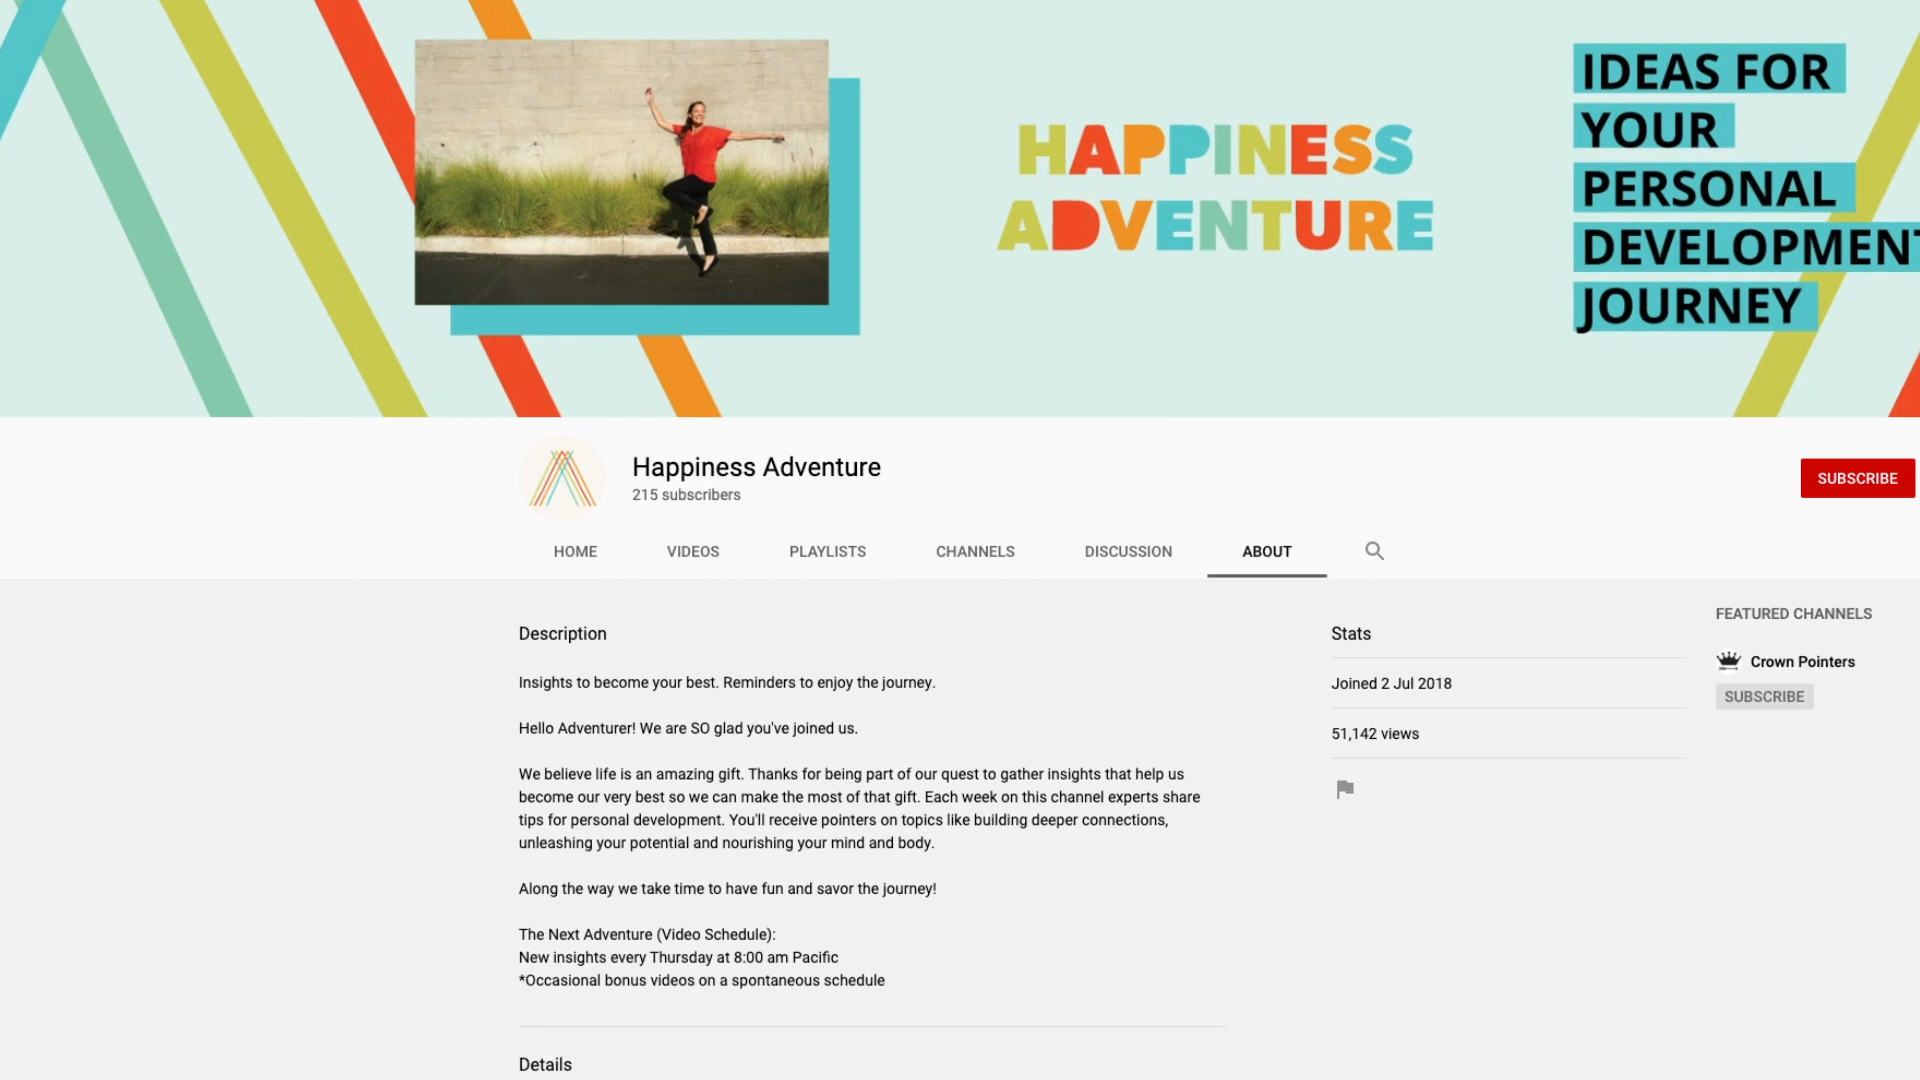 HAPPINESS
ADVENTURE
IDEAS FOR
YOUR
PERSONAL
DEVELOPMENT
JOURNEY
Happiness Adventure
215 subscribers
SUBSCRIBE
HOME VIDEOS PLAYLISTS CHANNELS DISCUSSION ABOUT
Description
Insights to become your best. Reminders to enjoy the journey.
Hello Adventurer! We are SO glad you've joined us.
We believe life is an amazing gift. Thanks for being part of our quest to gather insights that help us
become our very best so we can make the most of that gift. Each week on this channel experts share
tips for personal development. You'll receive pointers on topics like building deeper connections,
unleashing your potential and nourishing your mind and body.
Along the way we take time to have fun and savor the journey!
The Next Adventure (Video Schedule):
New insights every Thursday at 8:00 am Pacific
*Occasional bonus videos on a spontaneous schedule
Details
Stats
Joined 2 Jul 2018
51,142 views
FEATURED CHANNELS
Crown Pointers
SUBSCRIBE